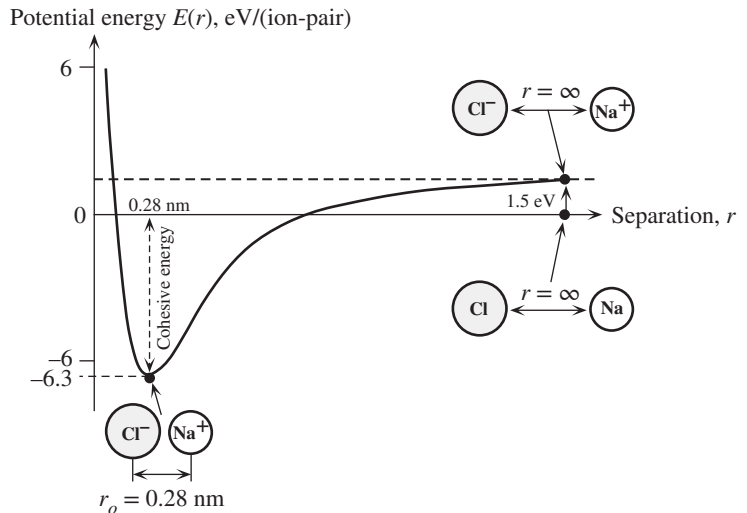 Potential energy E(r), eV/(ion-pair)
6
Cl⁻
r = ∞
Na⁺
0.28 nm
1.5 eV
0
Separation, r
Cohesive energy
Cl
r = ∞
Na
−6
−6.3
Cl⁻
Na⁺
rₒ = 0.28 nm